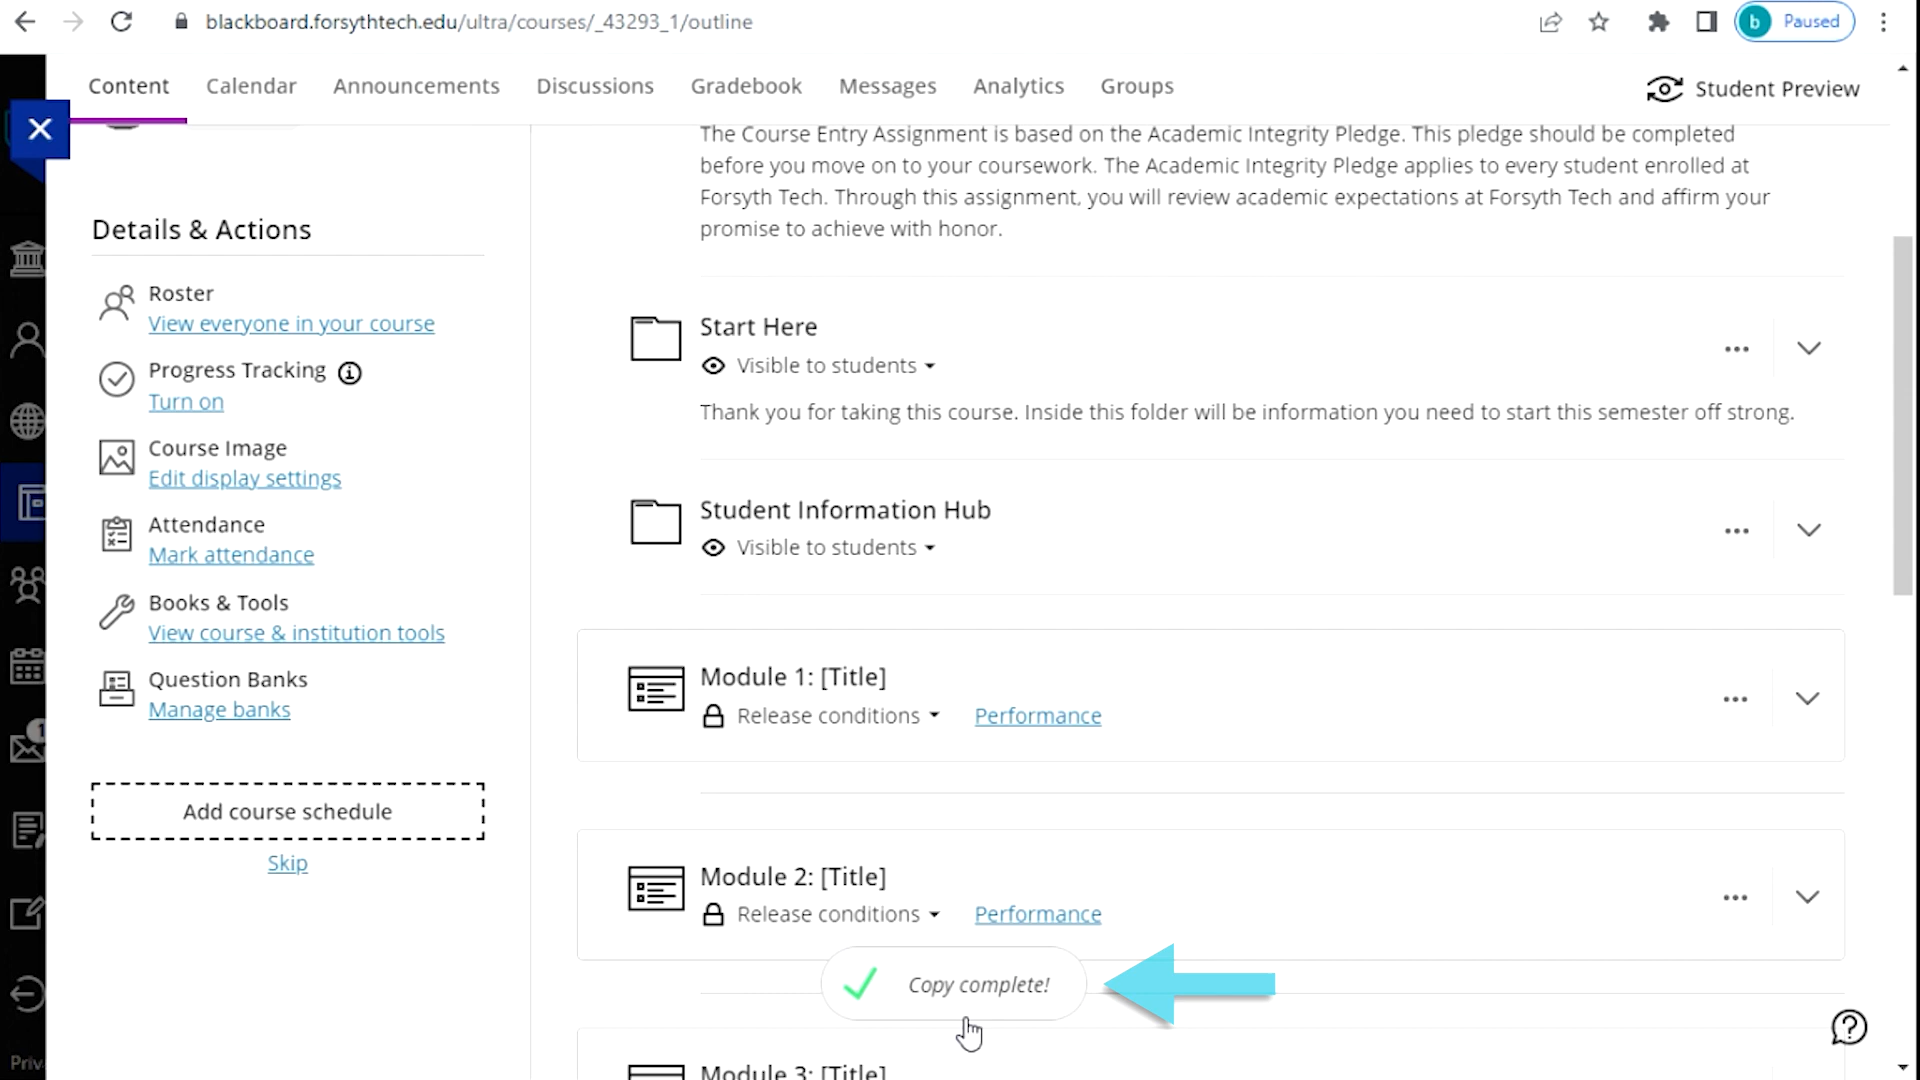 blackboard.forsythtech.edu/ultra/courses/_43293_1/outline
b Paused
Content Calendar Announcements Discussions Gradebook Messages Analytics Groups
Student Preview
The Course Entry Assignment is based on the Academic Integrity Pledge. This pledge should be completed
before you move on to your coursework. The Academic Integrity Pledge applies to every student enrolled at
Forsyth Tech. Through this assignment, you will review academic expectations at Forsyth Tech and affirm your
promise to achieve with honor.
Details & Actions
Roster
View everyone in your course
Progress Tracking
Turn on
Course Image
Edit display settings
Attendance
Mark attendance
Books & Tools
View course & institution tools
Question Banks
Manage banks
Add course schedule
Skip
1
Priv
Start Here
Visible to students
Thank you for taking this course. Inside this folder will be information you need to start this semester off strong.
Student Information Hub
Visible to students
Module 1: [Title]
Release conditions Performance
Module 2: [Title]
Release conditions Performance
Copy complete!
Module 3: [Title]